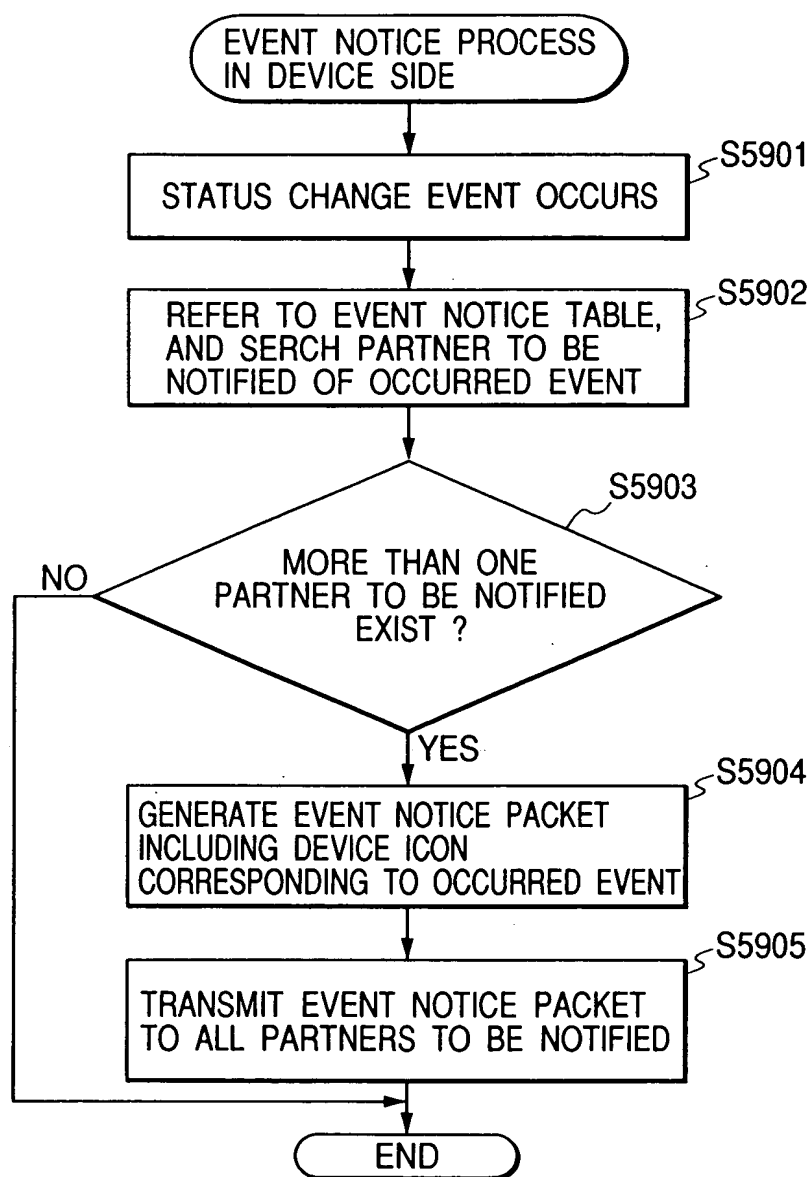 EVENT NOTICE PROCESS
IN DEVICE SIDE
S5901
STATUS CHANGE EVENT OCCURS
S5902
REFER TO EVENT NOTICE TABLE,
AND SERCH PARTNER TO BE
NOTIFIED OF OCCURRED EVENT
S5903
MORE THAN ONE
PARTNER TO BE NOTIFIED
EXIST ?
NO
YES
S5904
GENERATE EVENT NOTICE PACKET
INCLUDING DEVICE ICON
CORRESPONDING TO OCCURRED EVENT
S5905
TRANSMIT EVENT NOTICE PACKET
TO ALL PARTNERS TO BE NOTIFIED
END